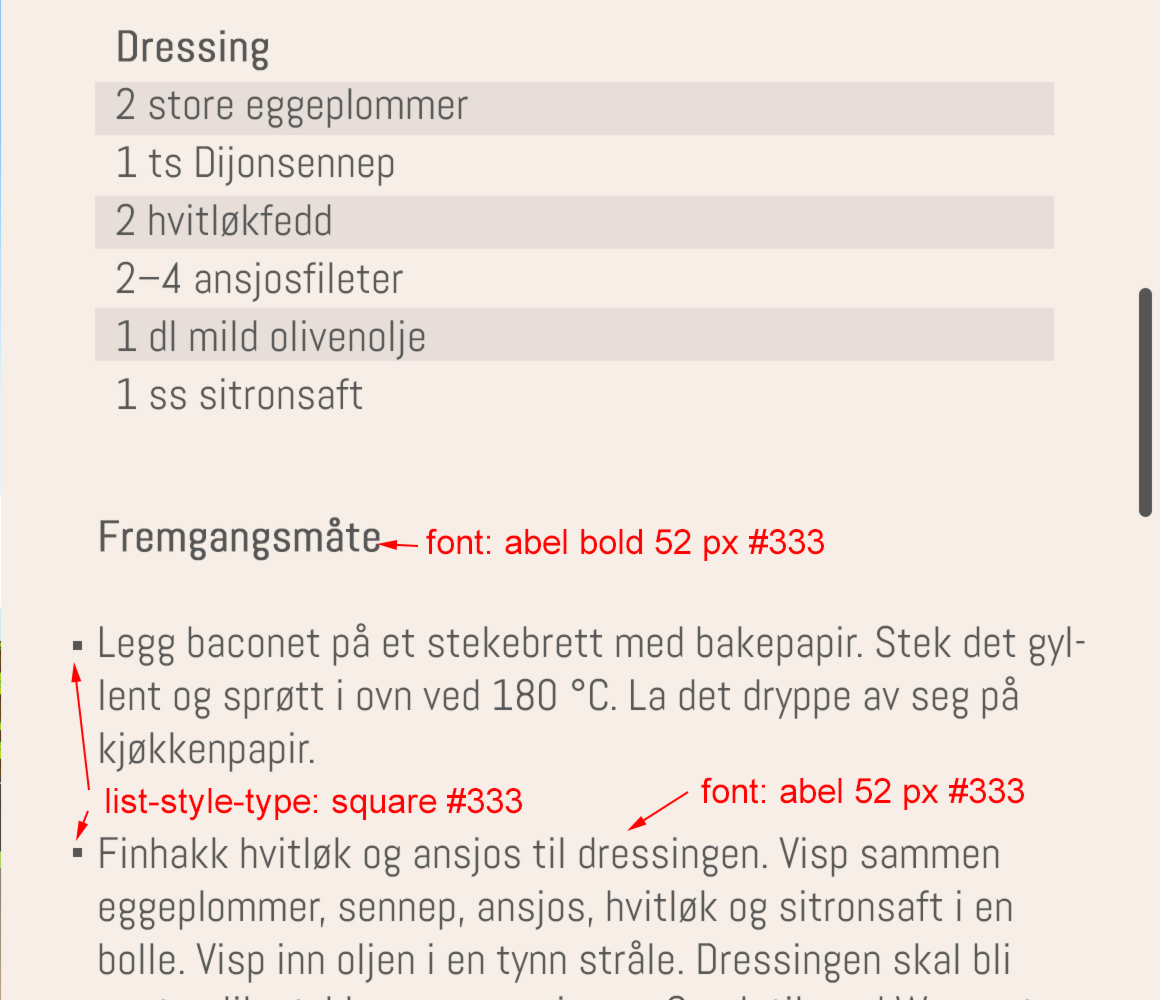 Dressing
2 store eggeplommer
1 ts Dijonsennep
2 hvitløkfedd
2–4 ansjosfileter
1 dl mild olivenolje
1 ss sitronsaft
Fremgangsmåte
font: abel bold 52 px #333
Legg baconet på et stekebrett med bakepapir. Stek det gyl-
lent og sprøtt i ovn ved 180 °C. La det dryppe av seg på
kjøkkenpapir.
font: abel 52 px #333
list-style-type: square #333
Finhakk hvitløk og ansjos til dressingen. Visp sammen
eggeplommer, sennep, ansjos, hvitløk og sitronsaft i en
bolle. Visp inn oljen i en tynn stråle. Dressingen skal bli